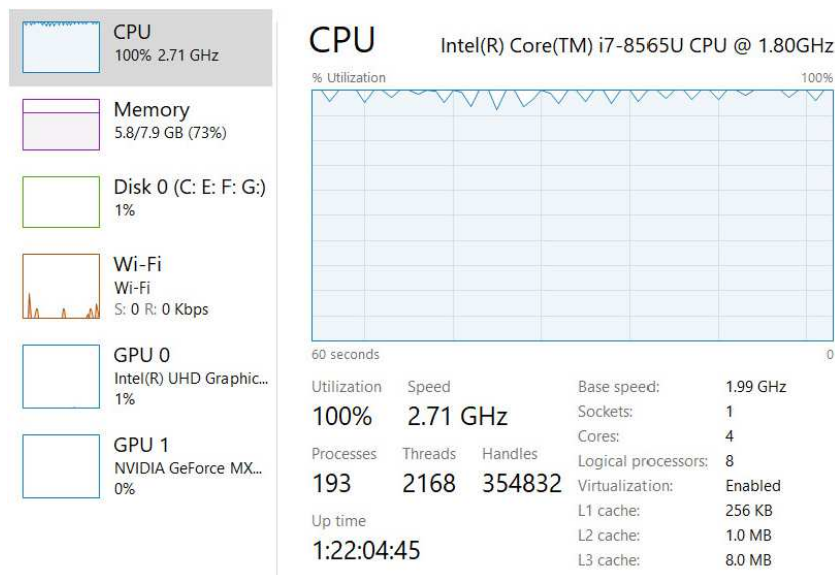 CPU
100% 2.71 GHz
Memory
5.8/7.9 GB (73%)
Disk 0 (C: E: F: G:)
1%
Wi-Fi
Wi-Fi
S: 0 R: 0 Kbps
GPU 0
Intel(R) UHD Graphic...
1%
GPU 1
NVIDIA GeForce MX...
0%
CPU Intel(R) Core(TM) i7-8565U CPU @ 1.80GHz
% Utilization 100%
60 seconds 0
Utilization Speed
100% 2.71 GHz
Processes Threads Handles
193 2168 354832
Up time
1:22:04:45
Base speed: 1.99 GHz
Sockets: 1
Cores: 4
Logical processors: 8
Virtualization: Enabled
L1 cache: 256 KB
L2 cache: 1.0 MB
L3 cache: 8.0 MB